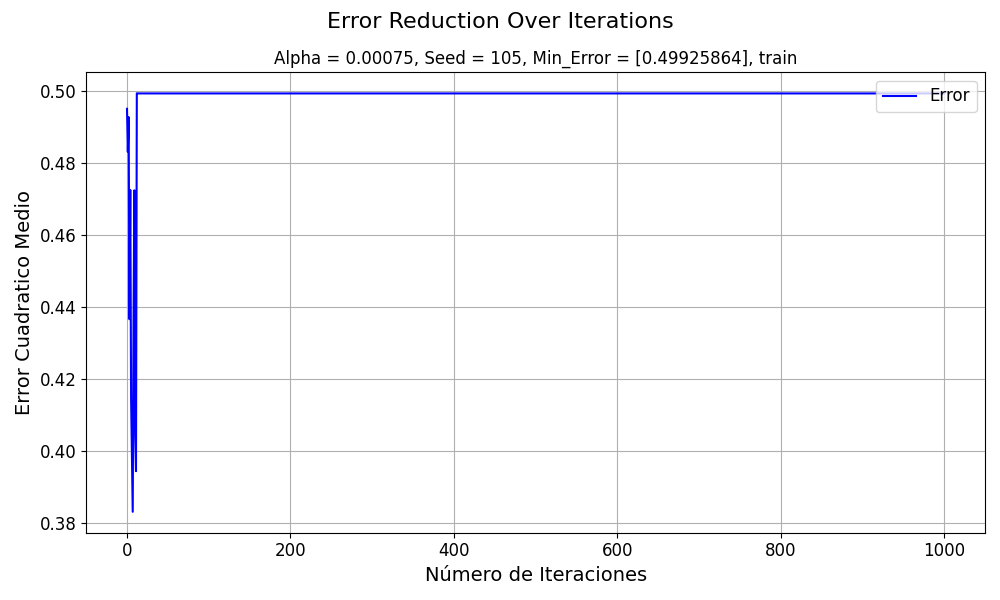 Error Reduction Over Iterations
Alpha = 0.00075, Seed = 105, Min_Error = [0.49925864], train
Error
Error Cuadratico Medio
0.50
0.48
0.46
0.44
0.42
0.40
0.38
0
200
400
600
800
1000
Número de Iteraciones